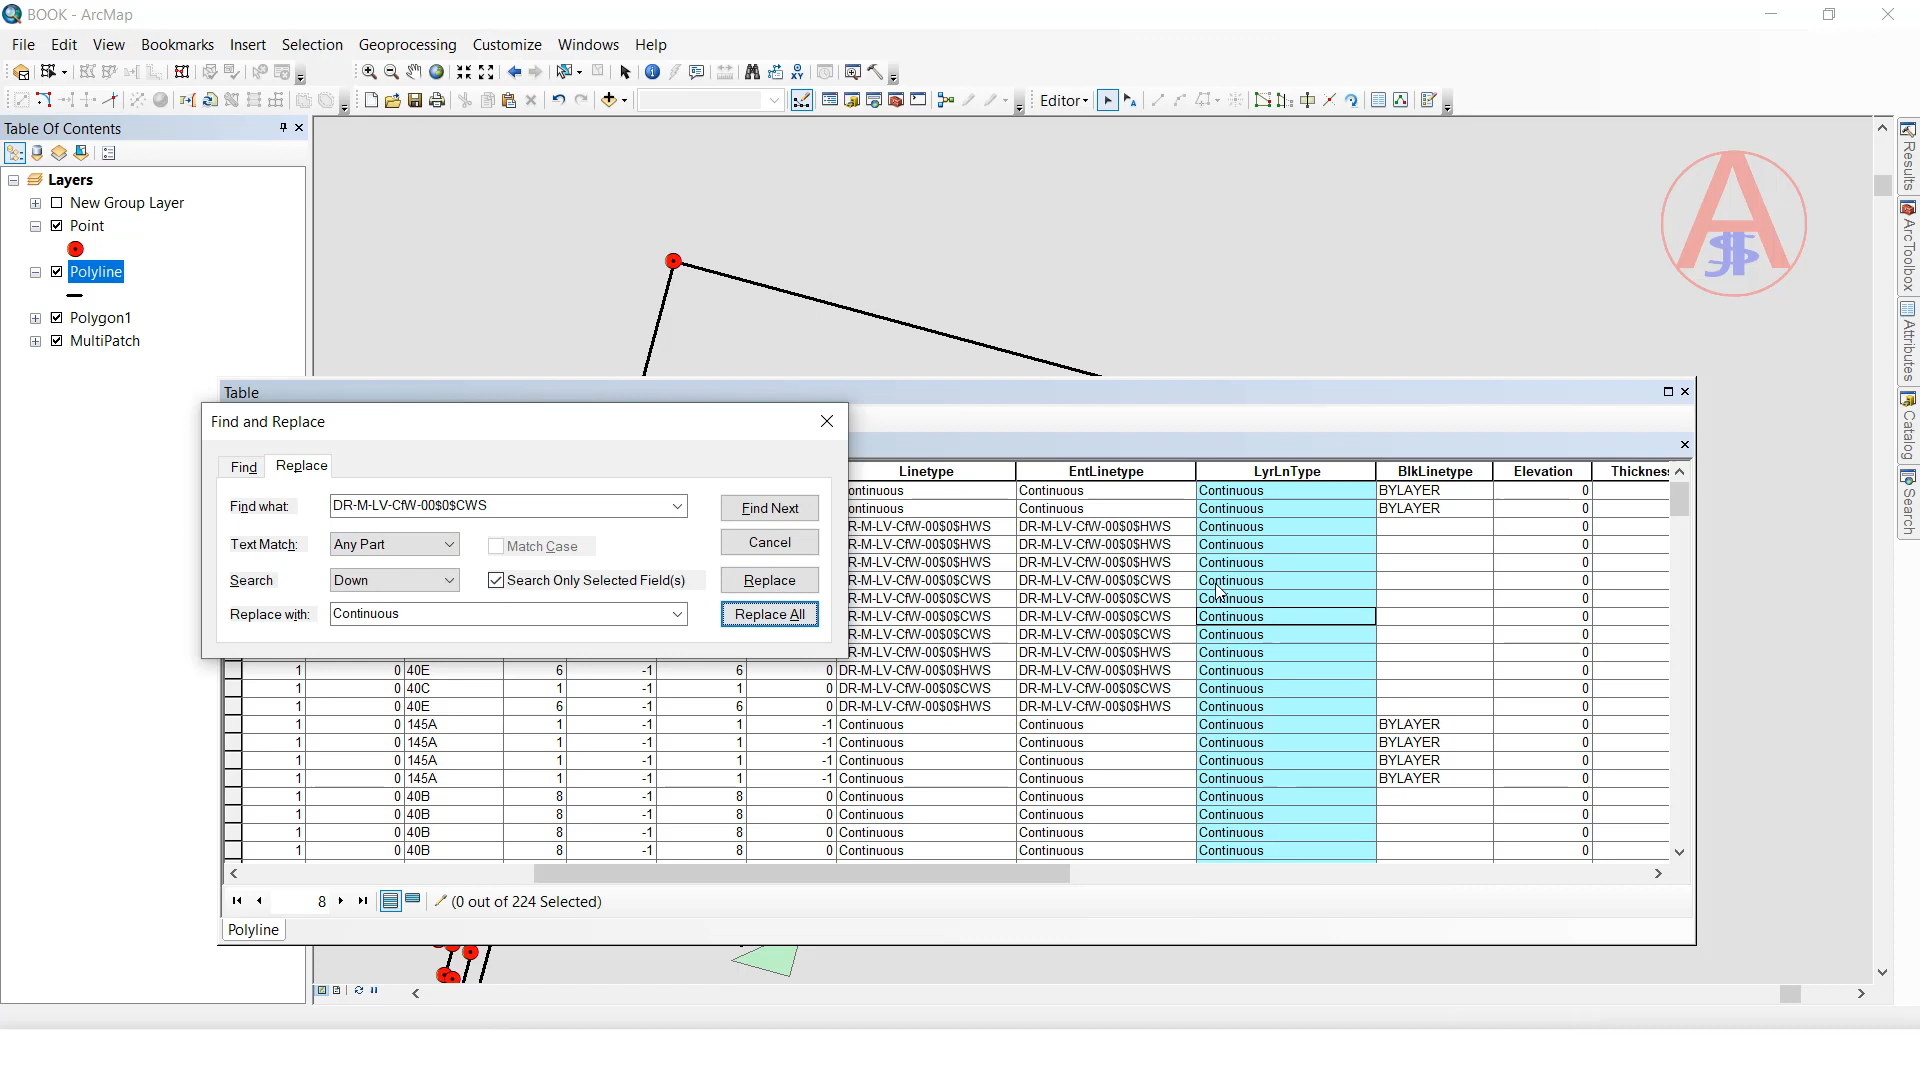 BOOK - ArcMap
File Edit View Bookmarks Insert Selection Geoprocessing Customize Windows Help
Editor
Table Of Contents
Layers
New Group Layer
Point
Polyline
Polygon1
MultiPatch
Results
ArcToolbox
Attributes
Catalog
Search
A
Table
Find and Replace
Find Replace
Find what: DR-M-LV-CfW-00$0$CWS Find Next
Text Match: Any Part Match Case Cancel
Search Down Search Only Selected Field(s) Replace
Replace with: Continuous Replace All
Linetype EntLinetype LyrLnType BlkLinetype Elevation Thickness
ontinuous Continuous Continuous BYLAYER 0
ontinuous Continuous Continuous BYLAYER 0
R-M-LV-CfW-00$0$HWS DR-M-LV-CfW-00$0$HWS Continuous 0
R-M-LV-CfW-00$0$HWS DR-M-LV-CfW-00$0$HWS Continuous 0
R-M-LV-CfW-00$0$HWS DR-M-LV-CfW-00$0$HWS Continuous 0
R-M-LV-CfW-00$0$CWS DR-M-LV-CfW-00$0$CWS Continuous 0
R-M-LV-CfW-00$0$CWS DR-M-LV-CfW-00$0$CWS Continuous 0
R-M-LV-CfW-00$0$CWS DR-M-LV-CfW-00$0$CWS Continuous 0
R-M-LV-CfW-00$0$CWS DR-M-LV-CfW-00$0$CWS Continuous 0
R-M-LV-CfW-00$0$HWS DR-M-LV-CfW-00$0$HWS Continuous 0
1 0 40E 6 -1 6 0 DR-M-LV-CfW-00$0$HWS DR-M-LV-CfW-00$0$HWS Continuous 0
1 0 40C 1 -1 1 0 DR-M-LV-CfW-00$0$CWS DR-M-LV-CfW-00$0$CWS Continuous 0
1 0 40E 6 -1 6 0 DR-M-LV-CfW-00$0$HWS DR-M-LV-CfW-00$0$HWS Continuous 0
1 0 145A 1 -1 1 -1 Continuous Continuous Continuous BYLAYER 0
1 0 145A 1 -1 1 -1 Continuous Continuous Continuous BYLAYER 0
1 0 145A 1 -1 1 -1 Continuous Continuous Continuous BYLAYER 0
1 0 145A 1 -1 1 -1 Continuous Continuous Continuous BYLAYER 0
1 0 40B 8 -1 8 0 Continuous Continuous Continuous 0
1 0 40B 8 -1 8 0 Continuous Continuous Continuous 0
1 0 40B 8 -1 8 0 Continuous Continuous Continuous 0
1 0 40B 8 -1 8 0 Continuous Continuous Continuous 0
8 (0 out of 224 Selected)
Polyline